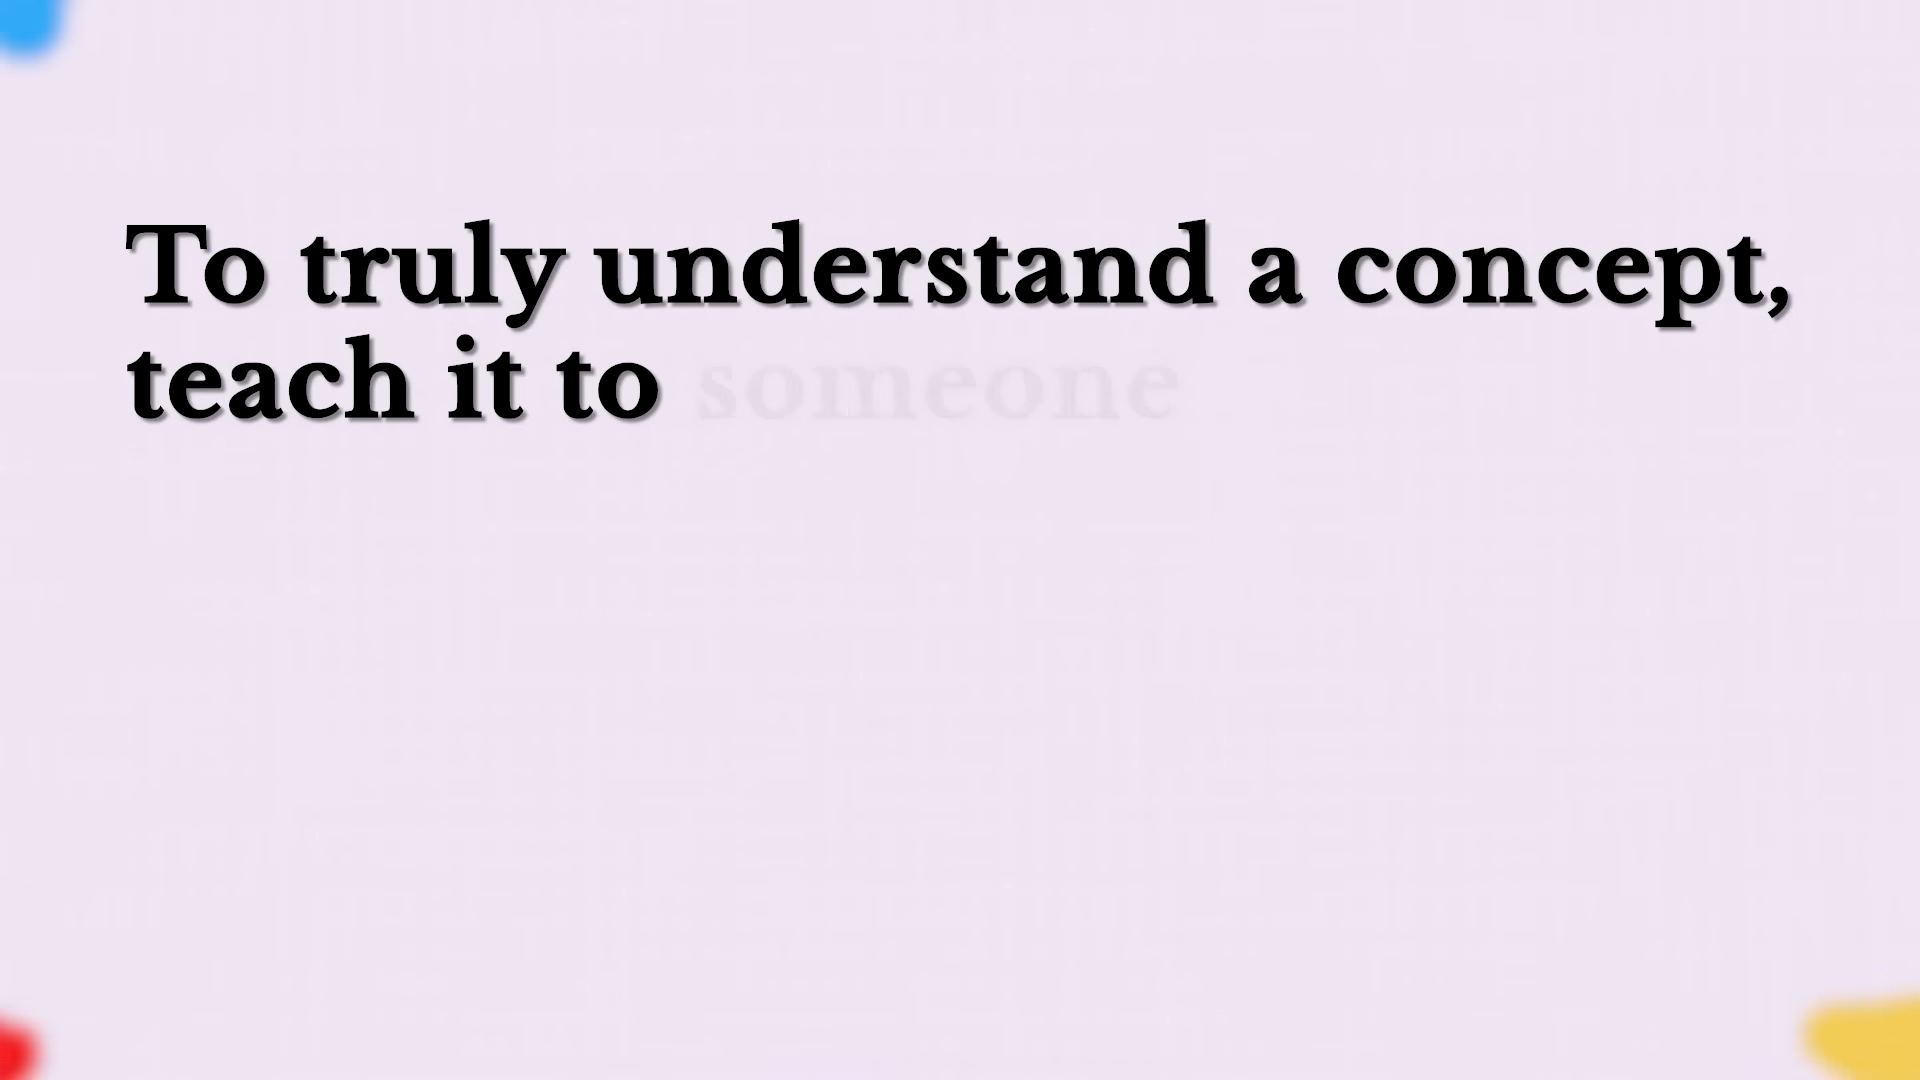 To truly understand a concept,
teach it to someone